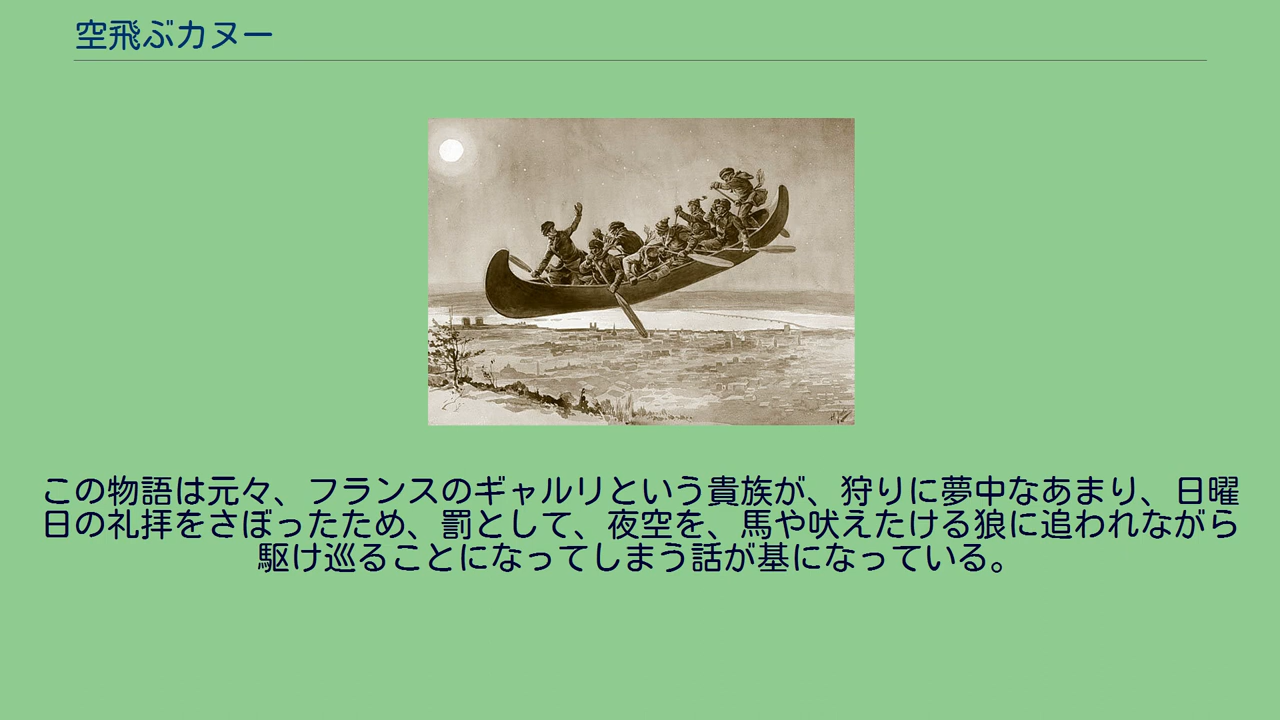 空飛ぶカヌー
この物語は元々、フランスのギャルリという貴族が、狩りに夢中なあまり、日曜
日の礼拝をさぼったため、罰として、夜空を、馬や吠えたける狼に追われながら
駆け巡ることになってしまう話が基になっている。